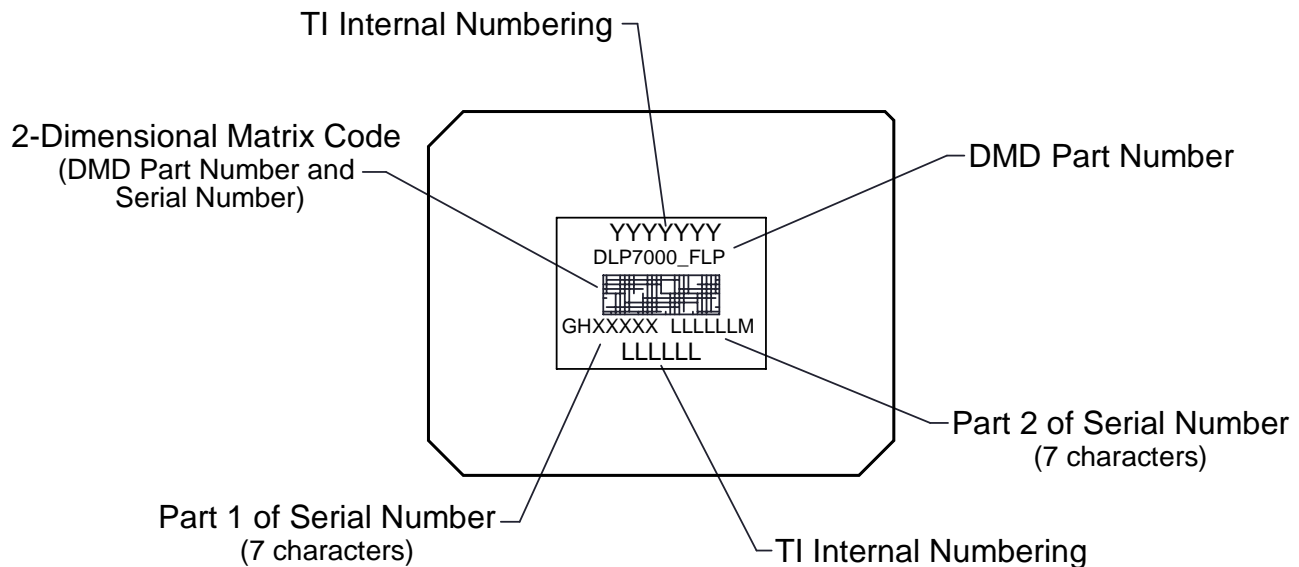 TI Internal Numbering
2-Dimensional Matrix Code
(DMD Part Number and
Serial Number)
DMD Part Number
YYYYYYY
DLP7000_FLP
GHXXXXX LLLLLLM
LLLLLL
Part 2 of Serial Number
(7 characters)
Part 1 of Serial Number
(7 characters)
TI Internal Numbering